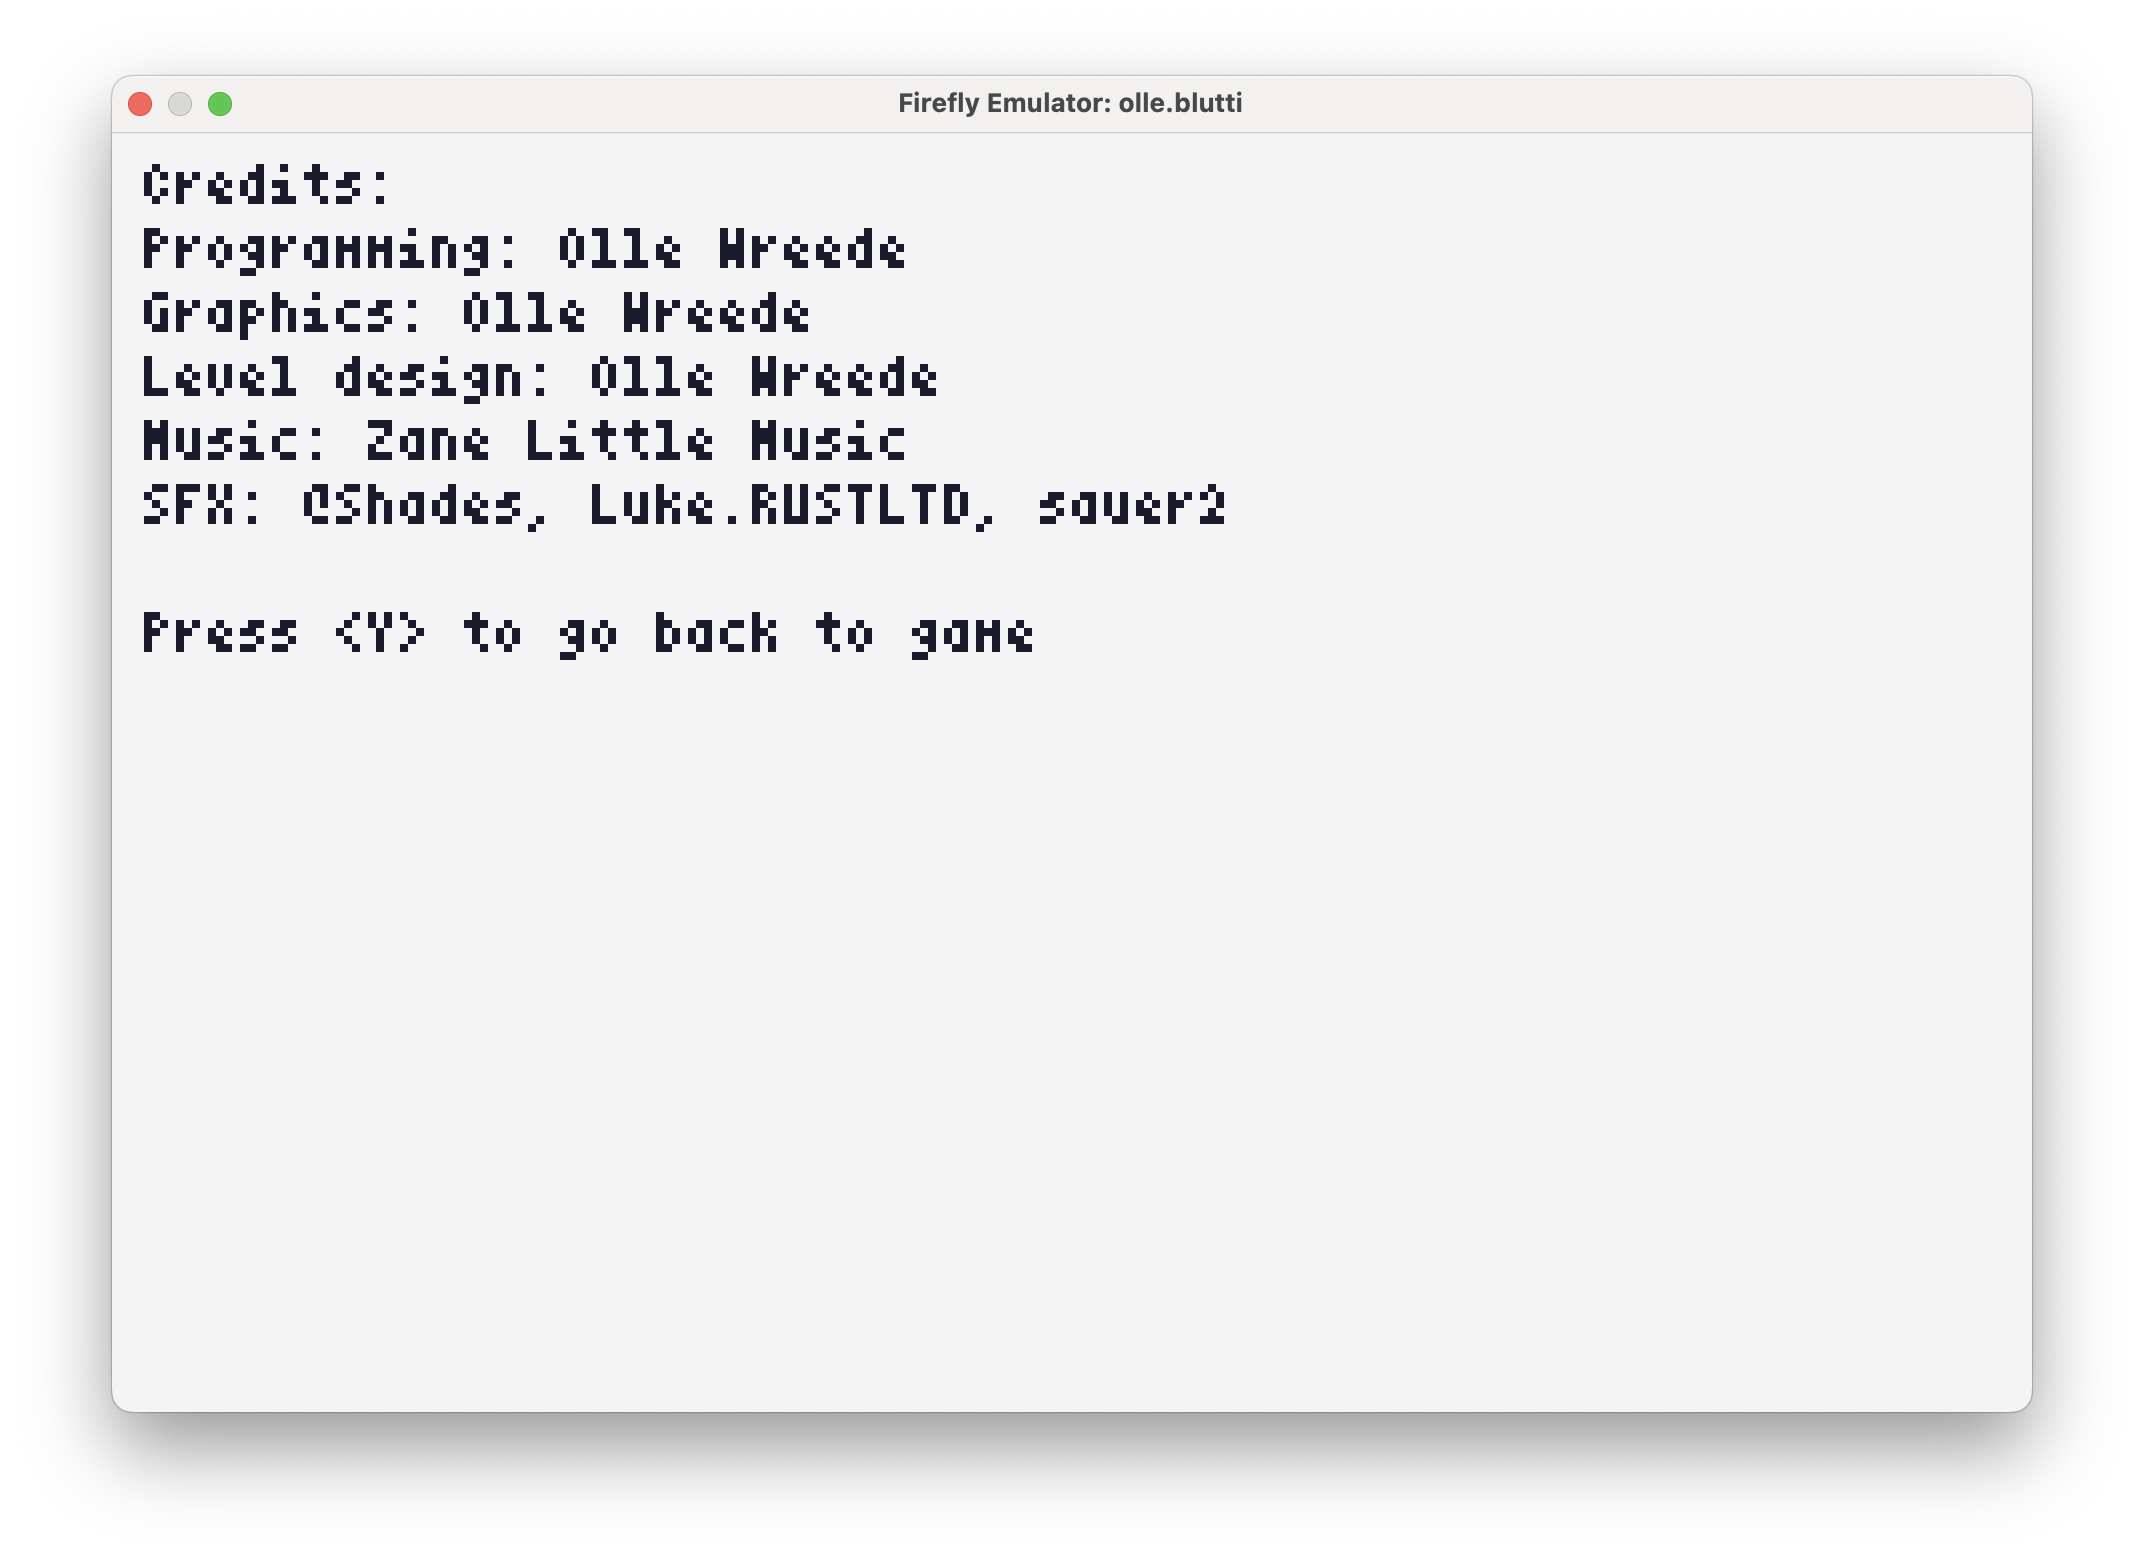 Firefly Emulator: olle.blutti
Credits:
Programming: Olle Wreede
Graphics: Olle Wreede
Level design: Olle Wreede
Music: Zane Little Music
SFX: @Shades, Luke.RUSTLTD, sauer2
Press <Y> to go back to game